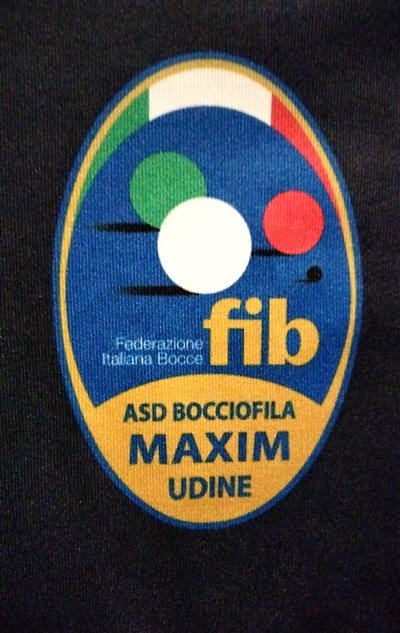 fib
Federazione
Italiana Bocce
ASD BOCCIOFILA
MAXIM
UDINE